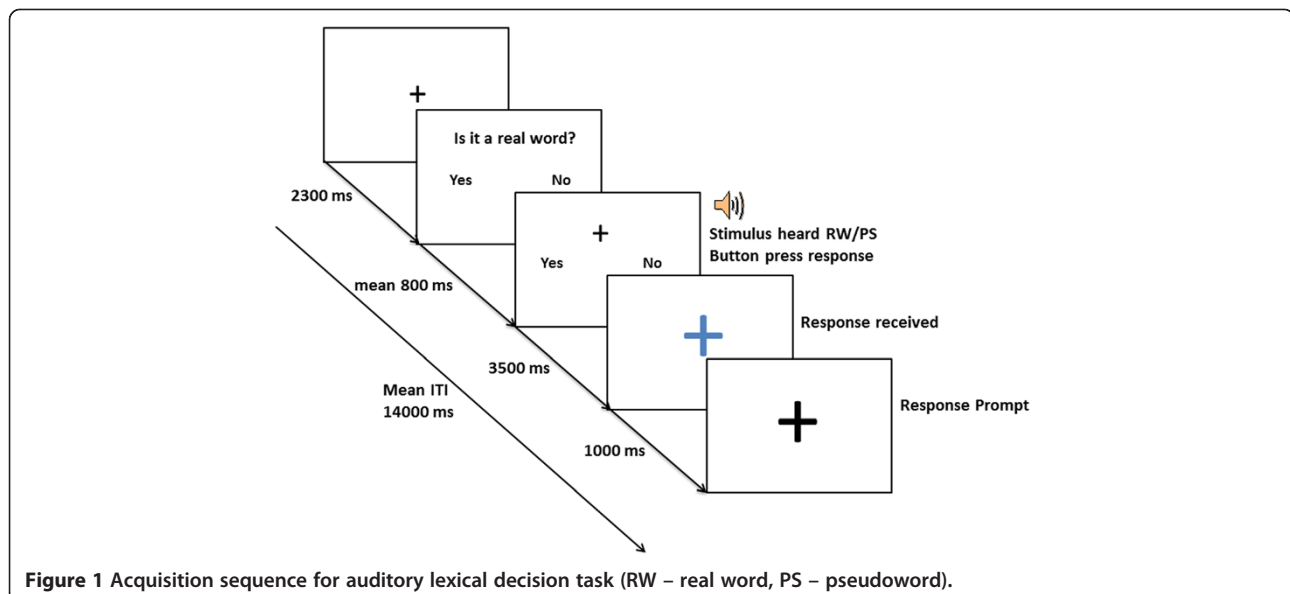 +
Is it a real word?
Yes No
2300 ms
+
Yes No
Stimulus heard RW/PS
Button press response
mean 800 ms
+
Response received
3500 ms
Mean ITI
14000 ms
+
Response Prompt
1000 ms
Figure 1 Acquisition sequence for auditory lexical decision task (RW – real word, PS – pseudoword).